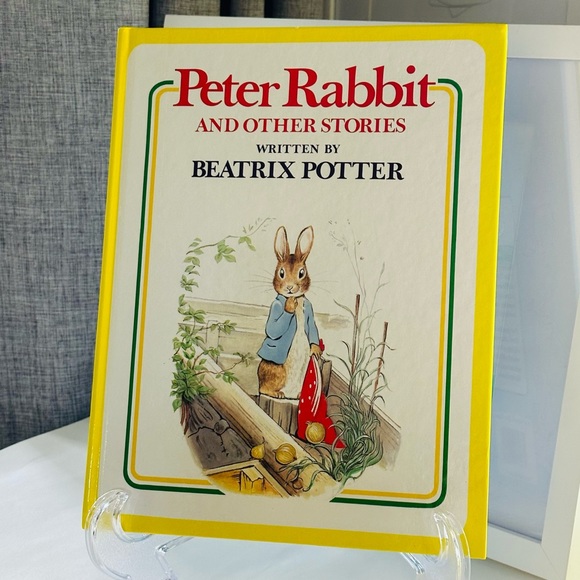 Peter Rabbit
AND OTHER STORIES
WRITTEN BY
BEATRIX POTTER